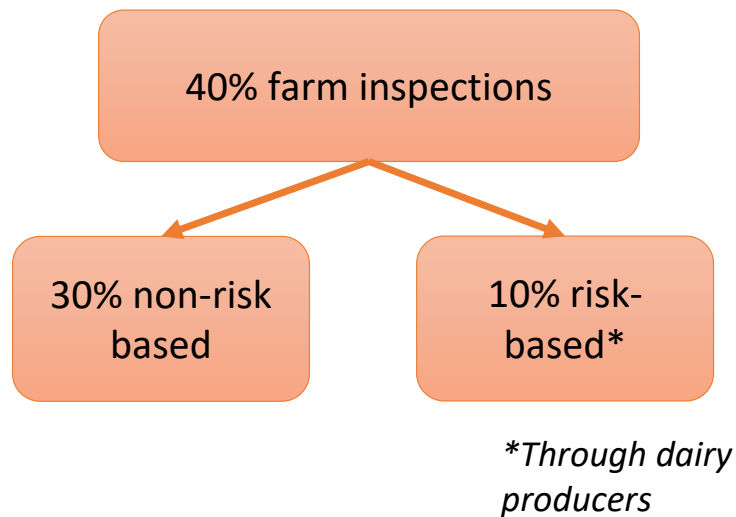 40% farm inspections
30% non-risk
based
10% risk-
based*
*Through dairy
producers